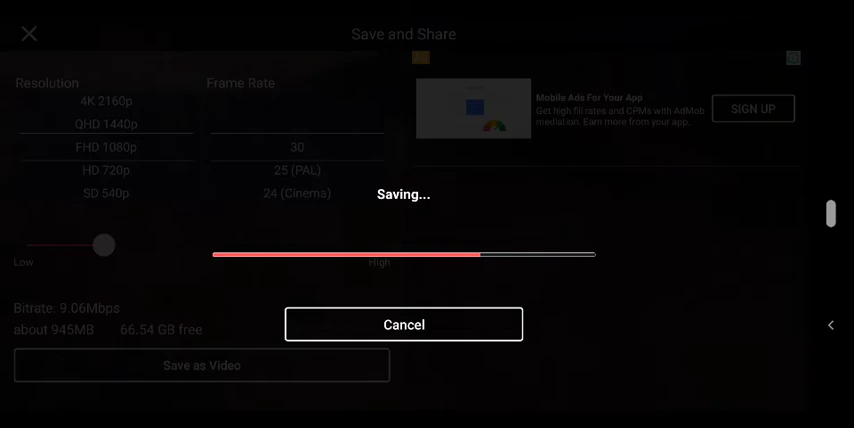 Save and Share
Resolution
Frame Rate
4K 2160p
QHD 1440p
FHD 1080p
HD 720p
SD 540p
30
25 (PAL)
24 (Cinema)
Mobile Ads For Your App
Get high fill rates and CPMs with AdMob
mediation. Earn more from your app.
SIGN UP
Saving...
Low
High
Bitrate: 9.06Mbps
about 945MB
66.54 GB free
Cancel
Save as Video